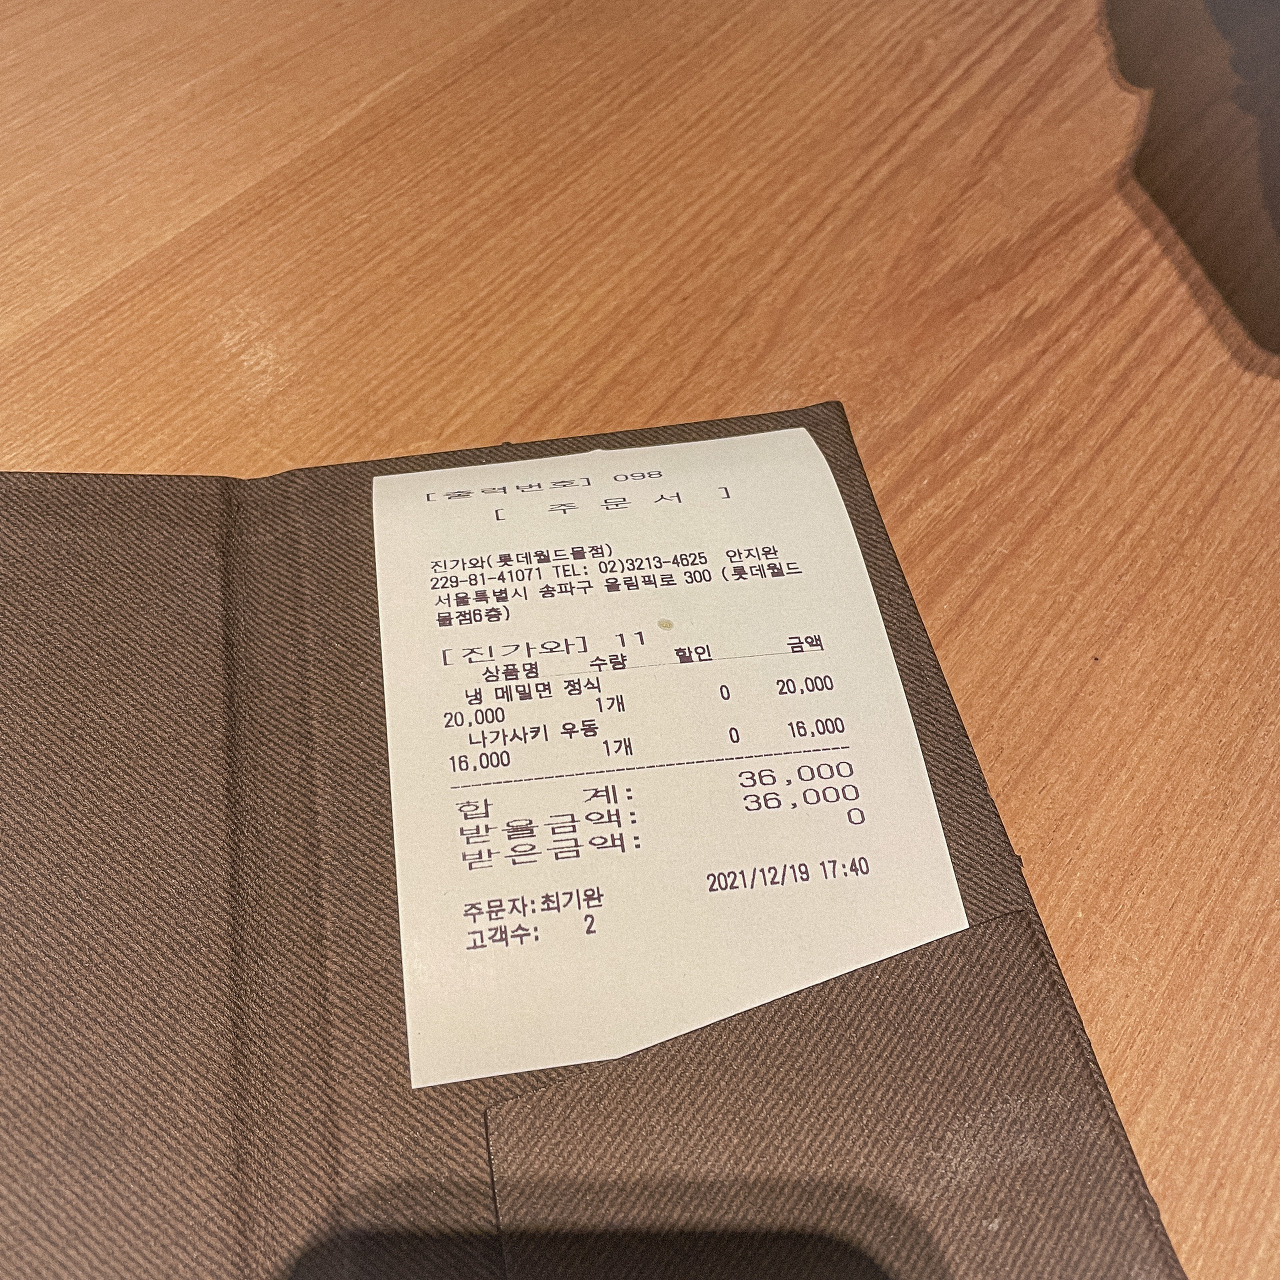 [출력번호] 098
[ 주 문 서 ]
진가와(롯데월드몰점)
229-81-41071 TEL: 02)3213-4625 안지완
서울특별시 송파구 올림픽로 300 (롯데월드
몰점6층)
[진가와] 11
상품명 수량 할인 금액
냉 메밀면 정식
20,000 1개 0 20,000
나가사키 우동
16,000 1개 0 16,000
합 계: 36,000
받을금액: 36,000
받은금액: 0
주문자:최기완 2021/12/19 17:40
고객수: 2